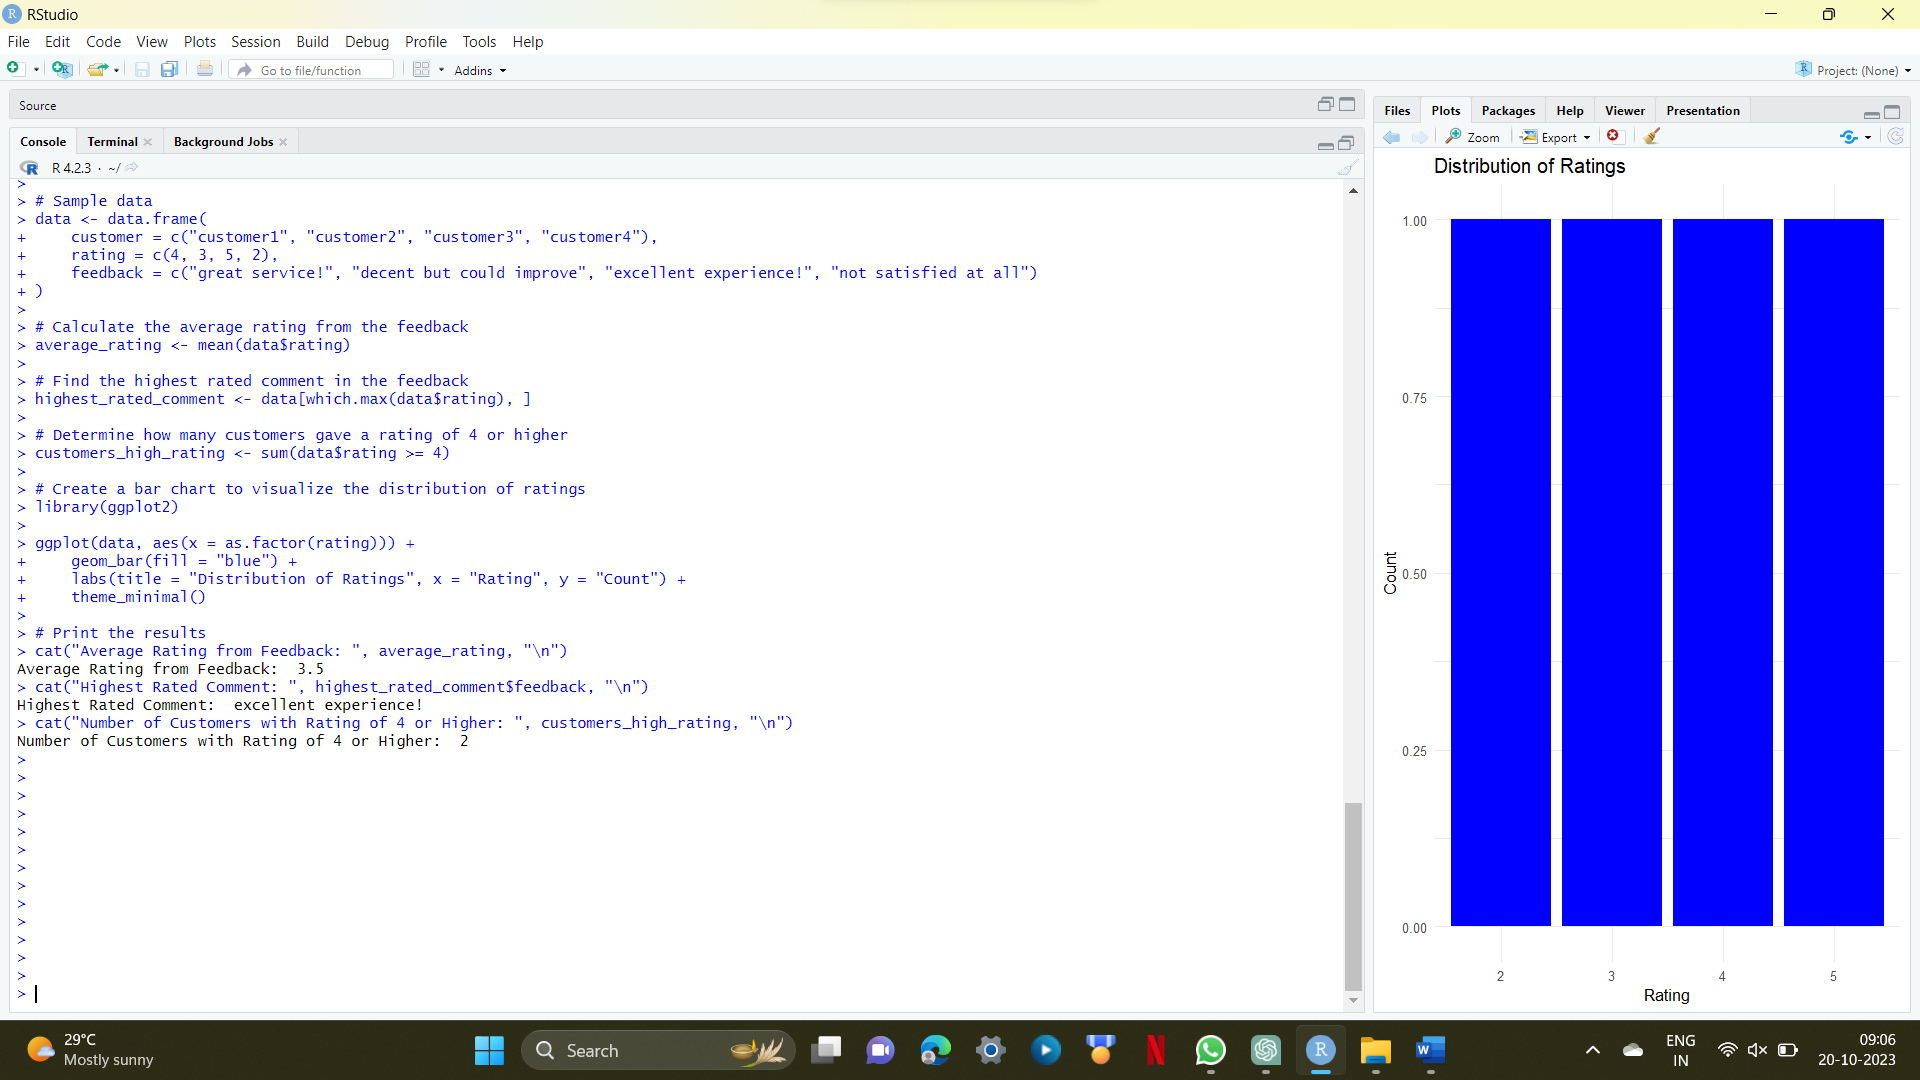 RStudio
File Edit Code View Plots Session Build Debug Profile Tools Help
Go to file/function Addins Project: (None)
Source
Console Terminal Background Jobs
R 4.2.3 · ~/
>
> # Sample data
> data <- data.frame(
+     customer = c("customer1", "customer2", "customer3", "customer4"),
+     rating = c(4, 3, 5, 2),
+     feedback = c("great service!", "decent but could improve", "excellent experience!", "not satisfied at all")
+ )
>
> # Calculate the average rating from the feedback
> average_rating <- mean(data$rating)
>
> # Find the highest rated comment in the feedback
> highest_rated_comment <- data[which.max(data$rating), ]
>
> # Determine how many customers gave a rating of 4 or higher
> customers_high_rating <- sum(data$rating >= 4)
>
> # Create a bar chart to visualize the distribution of ratings
> library(ggplot2)
>
> ggplot(data, aes(x = as.factor(rating))) +
+     geom_bar(fill = "blue") +
+     labs(title = "Distribution of Ratings", x = "Rating", y = "Count") +
+     theme_minimal()
>
> # Print the results
> cat("Average Rating from Feedback: ", average_rating, "\n")
Average Rating from Feedback:  3.5
> cat("Highest Rated Comment: ", highest_rated_comment$feedback, "\n")
Highest Rated Comment:  excellent experience!
> cat("Number of Customers with Rating of 4 or Higher: ", customers_high_rating, "\n")
Number of Customers with Rating of 4 or Higher:  2
>
>
>
>
>
>
>
>
>
>
>
>
>
>
Files Plots Packages Help Viewer Presentation
Zoom Export
Distribution of Ratings
1.00
0.75
0.50
0.25
0.00
Count
2 3 4 5
Rating
29°C
Mostly sunny
Search
ENG
IN
09:06
20-10-2023